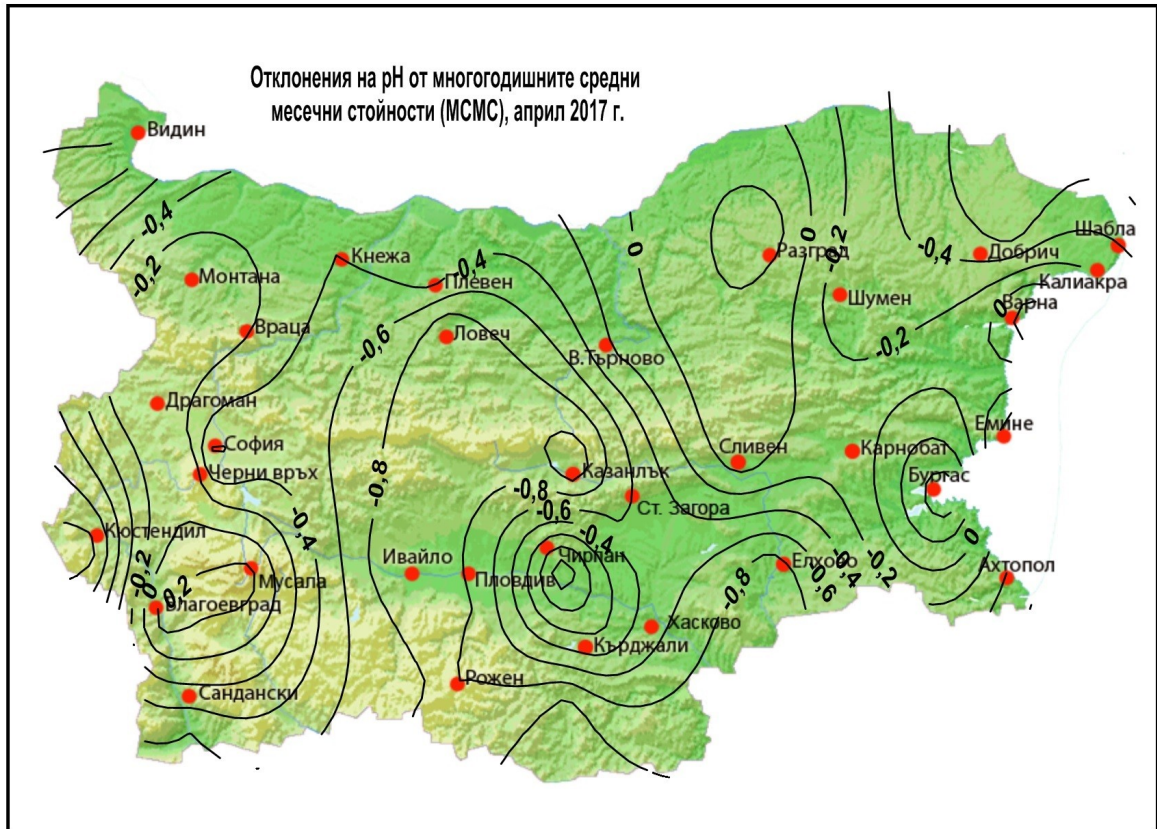 Отклонения на pH от многогодишните средни
месечни стойности (МСМС), април 2017 г.
Видин
-0,4
-0,2
Монтана
Кнежа
Плевен
-0,4
0
0
Разград
-0,2
-0,4
Добрич
Шабла
Калиакра
Шумен
Варна
0
Враца
-0,6
Ловеч
В.Търново
-0,2
Драгоман
София
Черни връх
-0,8
Казанлък
Сливен
Карнобат
Емине
Бургас
-0,8
-0,6
-0,4
Ст. Загора
-0,4
Кюстендил
0
-0,2
0,2
Мусала
Ивайло
Пловдив
Чирпан
-0,8
Елхово
-0,4
-0,6
-0,2
Ахтопол
Благоевград
Хасково
Кърджали
Рожен
Сандански